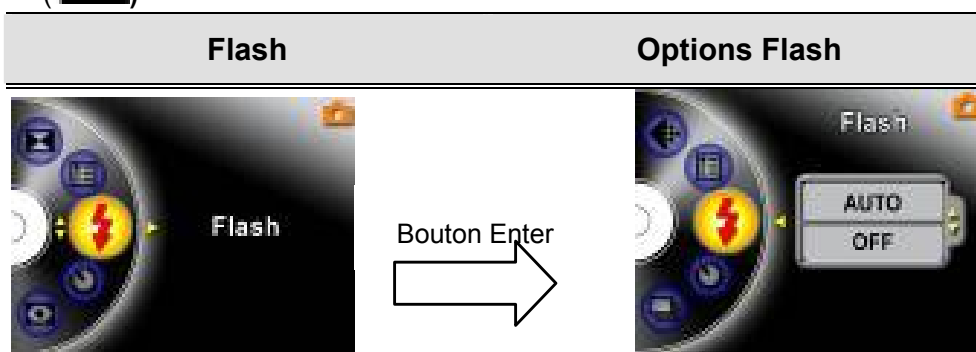 Flash Options Flash
Flash
Bouton Enter
Flash
AUTO
OFF